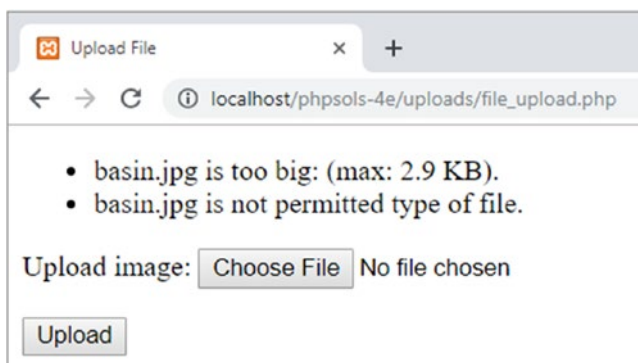 Upload File
localhost/phpsols-4e/uploads/file_upload.php
basin.jpg is too big: (max: 2.9 KB).
basin.jpg is not permitted type of file.
Upload image: Choose File No file chosen
Upload